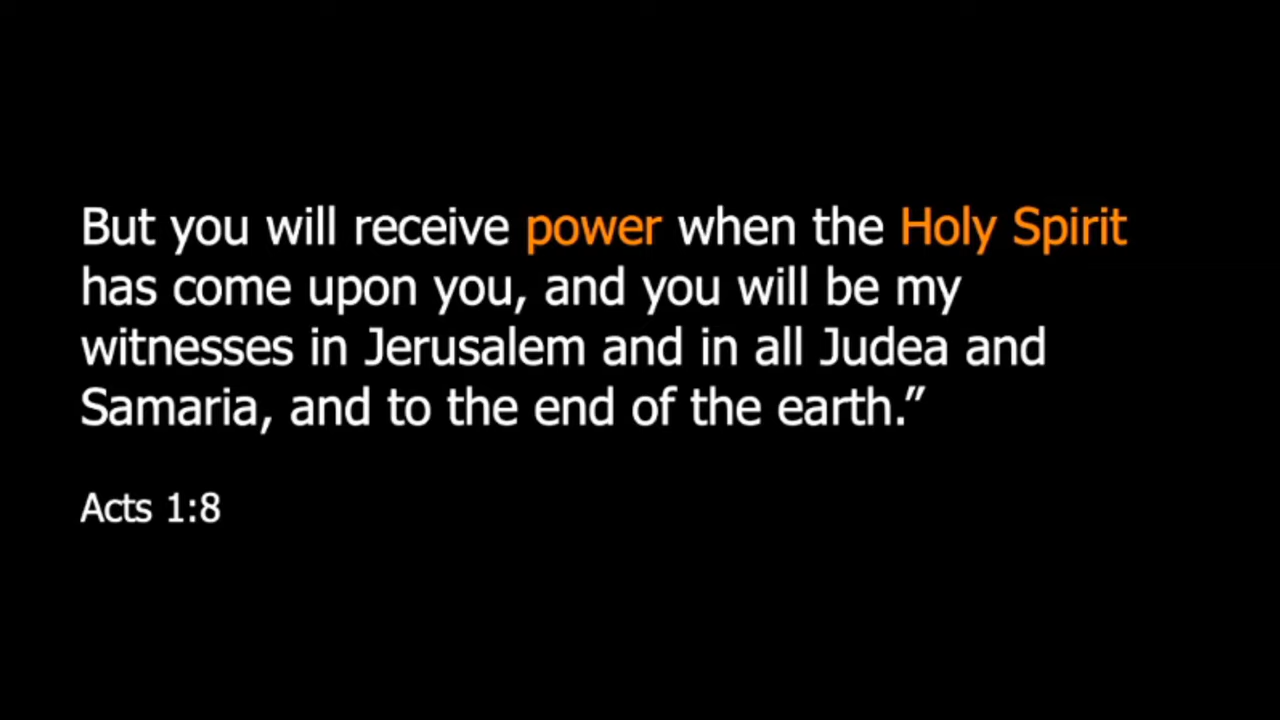 But you will receive power when the Holy Spirit
has come upon you, and you will be my
witnesses in Jerusalem and in all Judea and
Samaria, and to the end of the earth.”
Acts 1:8